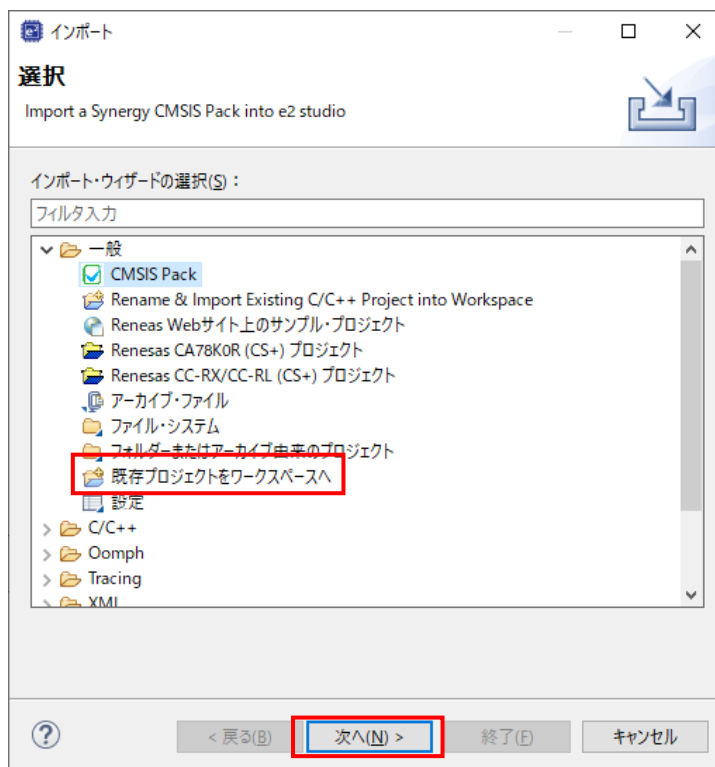 インポート
選択
Import a Synergy CMSIS Pack into e2 studio
インポート・ウィザードの選択(S)：
フィルタ入力
一般
CMSIS Pack
Rename & Import Existing C/C++ Project into Workspace
Reneas Webサイト上のサンプル・プロジェクト
Renesas CA78K0R (CS+) プロジェクト
Renesas CC-RX/CC-RL (CS+) プロジェクト
アーカイブ・ファイル
ファイル・システム
フォルダーまたはアーカイブ由来のプロジェクト
既存プロジェクトをワークスペースへ
設定
C/C++
Oomph
Tracing
XML
< 戻る(B)
次へ(N) >
終了(F)
キャンセル